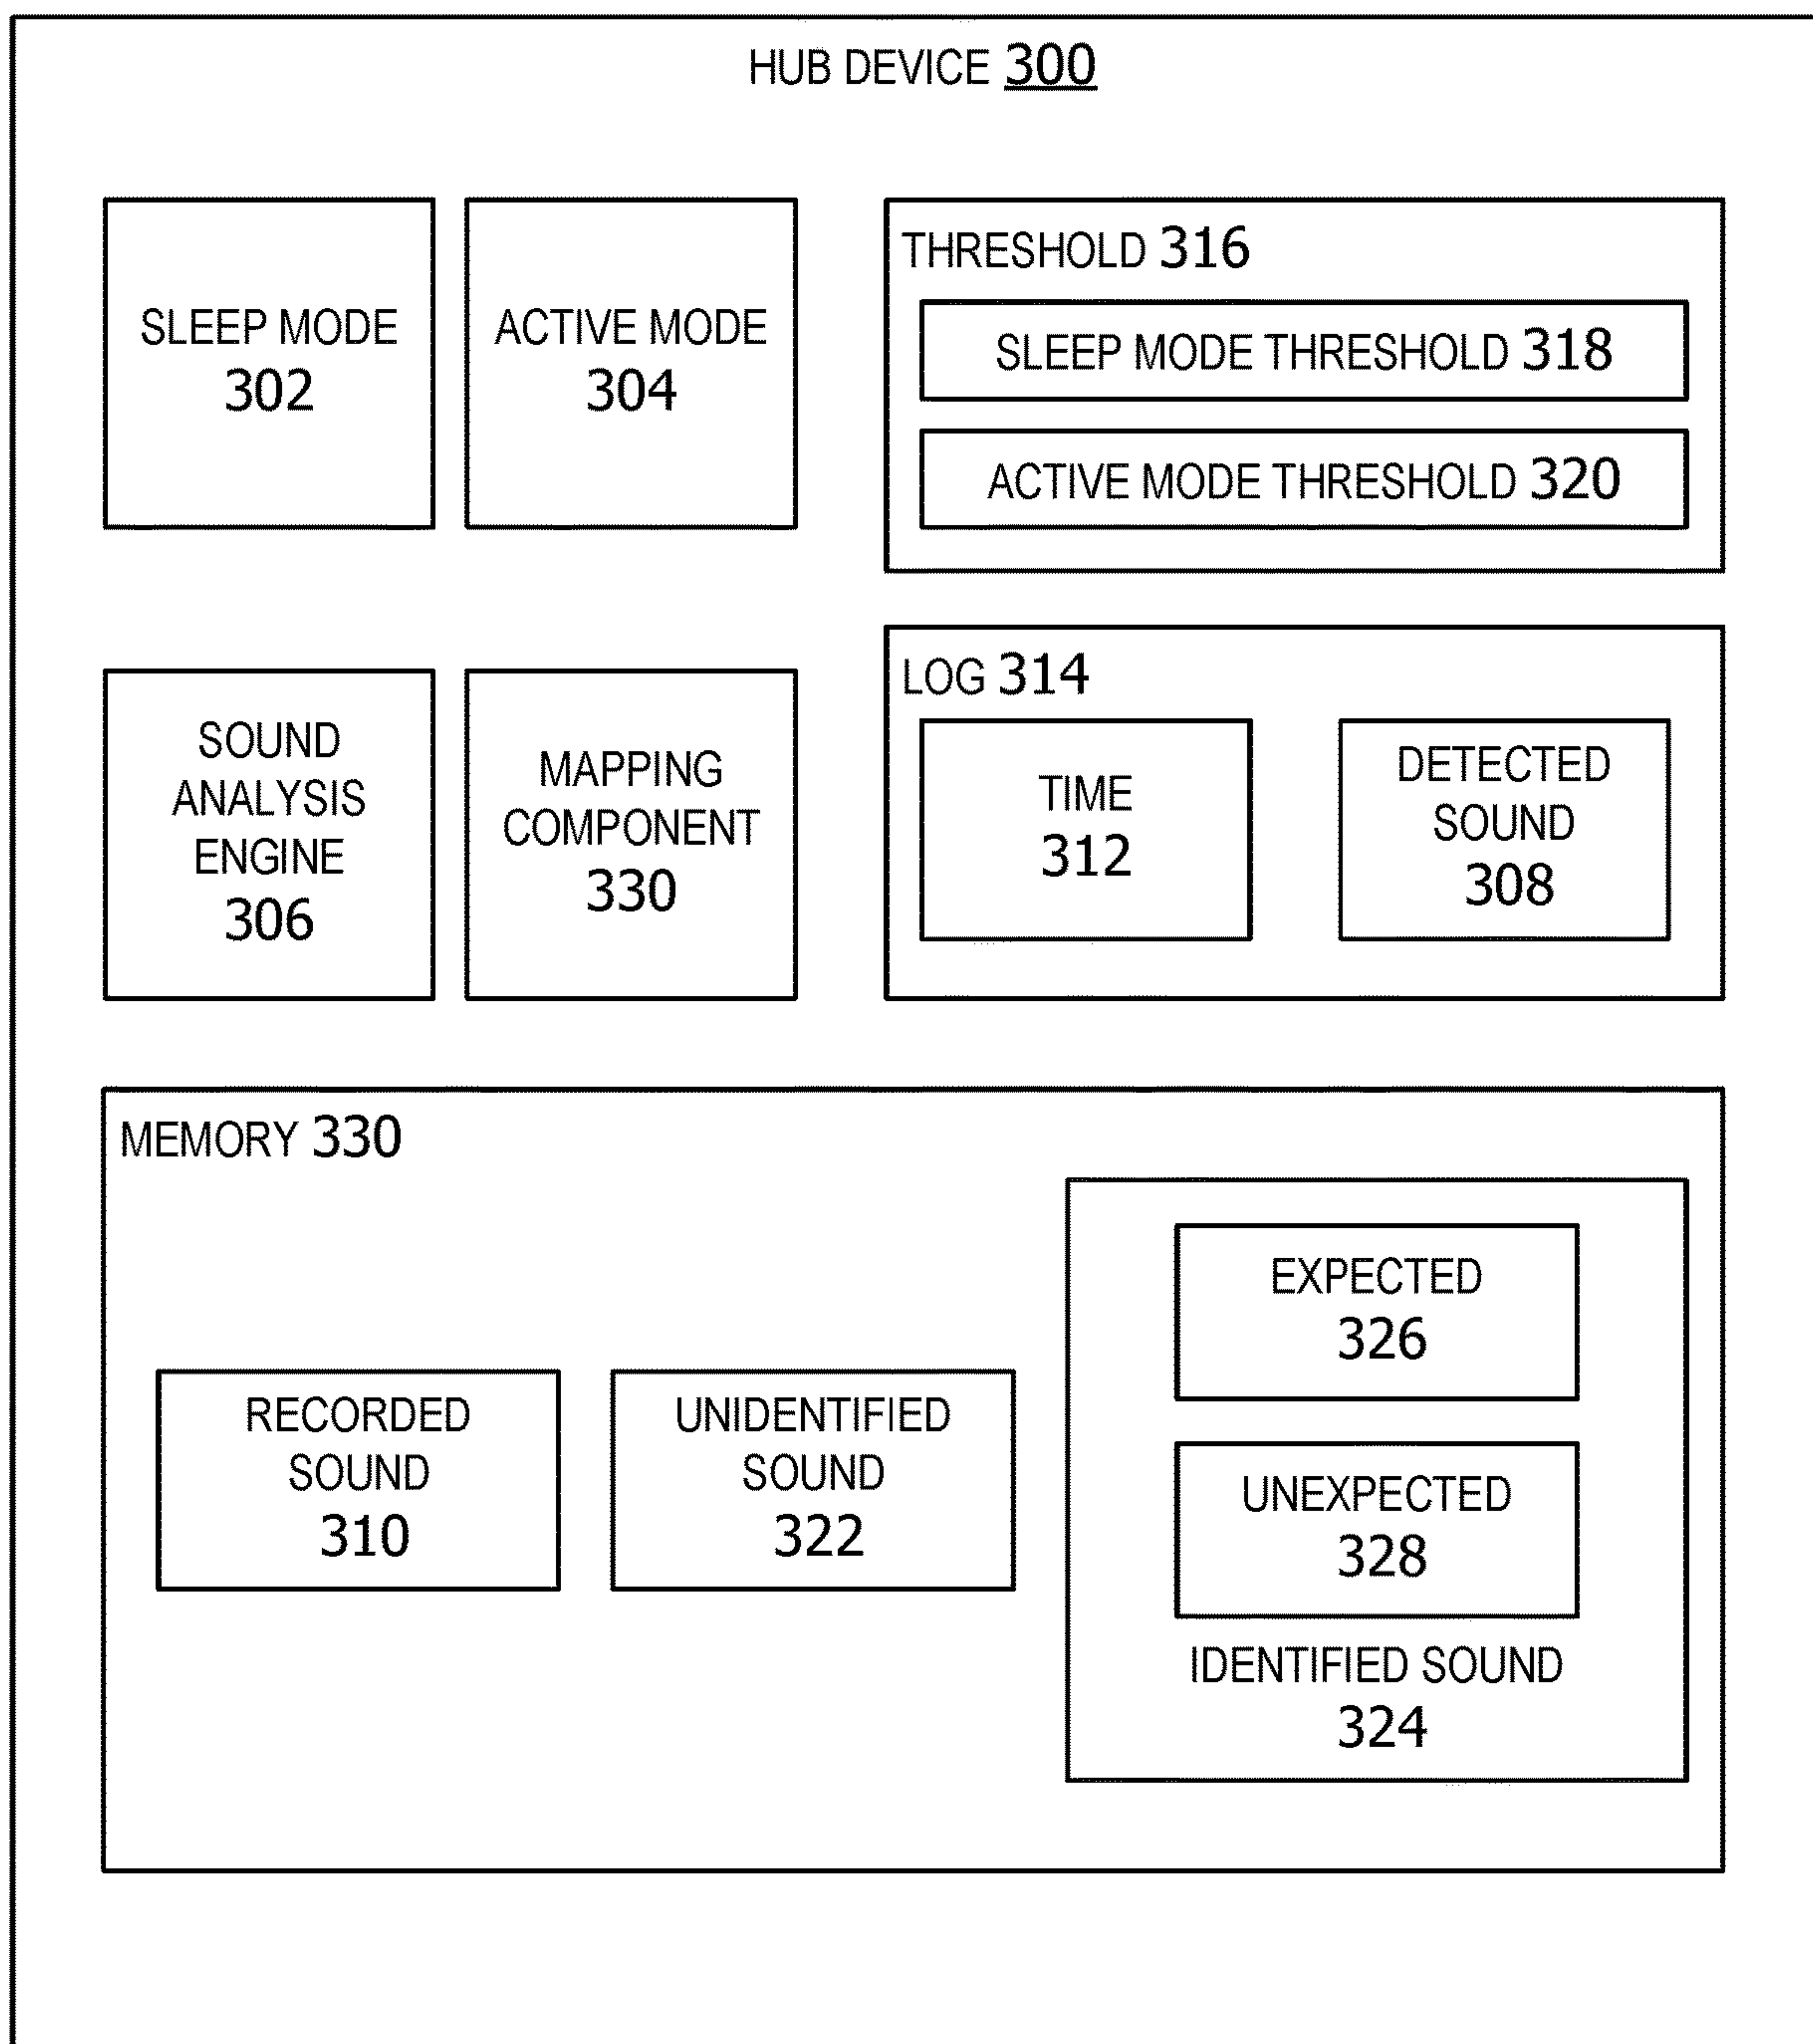 HUB DEVICE 300
SLEEP MODE
302
ACTIVE MODE
304
THRESHOLD 316
SLEEP MODE THRESHOLD 318
ACTIVE MODE THRESHOLD 320
SOUND
ANALYSIS
ENGINE
306
MAPPING
COMPONENT
330
LOG 314
TIME
312
DETECTED
SOUND
308
MEMORY 330
RECORDED
SOUND
310
UNIDENTIFIED
SOUND
322
EXPECTED
326
UNEXPECTED
328
IDENTIFIED SOUND
324